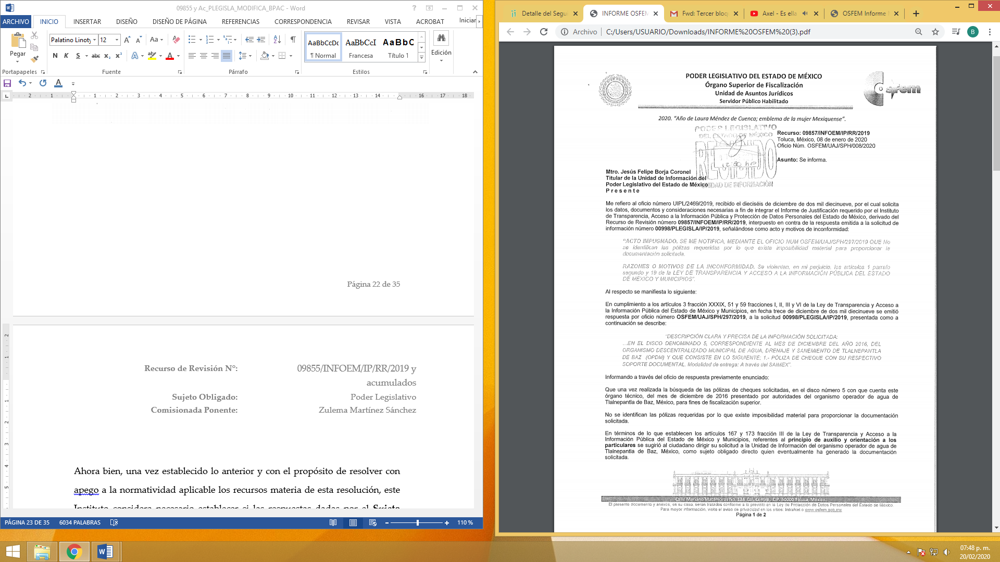 09855 y Ac_PLEGISLA_MODIFICA_BPAC - Word
ARCHIVO INICIO INSERTAR DISEÑO DISEÑO DE PÁGINA REFERENCIAS CORRESPONDENCIA REVISAR VISTA ACROBAT Iniciar
Palatino Linoty 12
Pegar
N K S abc x₂ x²
AaBbCcDc AaBbCcI AaBbC
¶ Normal Francesa Título 1
Edición
Portapapeles Fuente Párrafo Estilos
2 1 1 2 3 4 5 6 7 8 9 10 11 12 13 14 16 17 18
Página 22 de 35
Recurso de Revisión N°: 09855/INFOEM/IP/RR/2019 y
acumulados
Sujeto Obligado: Poder Legislativo
Comisionada Ponente: Zulema Martínez Sánchez
Ahora bien, una vez establecido lo anterior y con el propósito de resolver con
apego a la normatividad aplicable los recursos materia de esta resolución, este
Instituto considera necesario establecer si las respuestas dadas por el Sujeto
PÁGINA 23 DE 35 6034 PALABRAS 110 %
Detalle del Segu INFORME OSFEM Fwd: Tercer bloq Axel - Es ella OSFEM Informe
Archivo C:/Users/USUARIO/Downloads/INFORME%20OSFEM%20(3).pdf
B
PODER LEGISLATIVO DEL ESTADO DE MÉXICO
Órgano Superior de Fiscalización
Unidad de Asuntos Jurídicos
Servidor Público Habilitado
osfem
2020. "Año de Laura Méndez de Cuenca; emblema de la mujer Mexiquense".
PODER LEGISLATIVO
DEL ESTADO DE MÉXICO
RECIBIDO
UNIDAD DE INFORMACIÓN
Recurso: 09857/INFOEM/IP/RR/2019
Toluca, México, 08 de enero de 2020
Oficio Núm. OSFEM/UAJ/SPH/008/2020
Asunto: Se informa.
Mtro. Jesús Felipe Borja Coronel
Titular de la Unidad de Información del
Poder Legislativo del Estado de México
P r e s e n t e
Me refiero al oficio número UIPL/2469/2019, recibido el dieciséis de diciembre de dos mil diecinueve, por el cual solicita
los datos, documentos y consideraciones necesarias a fin de integrar el Informe de Justificación requerido por el Instituto
de Transparencia, Acceso a la Información Pública y Protección de Datos Personales del Estado de México, derivado del
Recurso de Revisión número 09857/INFOEM/IP/RR/2019, interpuesto en contra de la respuesta emitida a la solicitud de
información número 00998/PLEGISLA/IP/2019, señalándose como acto y motivos de inconformidad:
"ACTO IMPUGNADO. SE ME NOTIFICA, MEDIANTE EL OFICIO NUM OSFEM/UAJ/SPH/297/2019 QUE No
se identifican las pólizas requeridas por lo que existe imposibilidad material para proporcionar la
documentación solicitada.
RAZONES O MOTIVOS DE LA INCONFORMIDAD. Se violentan, en mi perjuicio, los artículos 1 parrafo
segundo y 19 de la LEY DE TRANSPARENCIA Y ACCESO A LA INFORMACIÓN PÚBLICA DEL ESTADO
DE MÉXICO Y MUNICIPIOS".
Al respecto se manifiesta lo siguiente:
En cumplimiento a los artículos 3 fracción XXXIX, 51 y 59 fracciones I, II, III y VI de la Ley de Transparencia y Acceso a
la Información Pública del Estado de México y Municipios, en fecha trece de diciembre de dos mil diecinueve se emitió
respuesta por oficio número OSFEM/UAJ/SPH/297/2019, a la solicitud 00998/PLEGISLA/IP/2019, presentada como a
continuación se describe:
"DESCRIPCIÓN CLARA Y PRECISA DE LA INFORMACIÓN SOLICITADA:
...EN EL DISCO DENOMINADO 5, CORRESPONDIENTE AL MES DE DICIEMBRE DEL AÑO 2016, DEL
ORGANISMO DESCENTRALIZADO MUNICIPAL DE AGUA, DRENAJE Y SANEMIENTO DE TLALNEPANTLA
DE BAZ (OPDM) Y QUE CONSISTE EN LO SIGUIENTE; 1.- PÓLIZA DE CHEQUE CON SU RESPECTIVO
SOPORTE DOCUMENTAL. Modalidad de entrega: A través del SAIMEX".
Informando a través del oficio de respuesta previamente enunciado:
Que una vez realizada la búsqueda de las pólizas de cheques solicitadas, en el disco número 5 con que cuenta este
órgano técnico, del mes de diciembre de 2016 presentado por autoridades del organismo operador de agua de
Tlalnepantla de Baz, México, para fines de fiscalización superior.
No se identifican las pólizas requeridas por lo que existe imposibilidad material para proporcionar la documentación
solicitada.
En términos de lo que establecen los artículos 167 y 173 fracción III de la Ley de Transparencia y Acceso a la
Información Pública del Estado de México y Municipios, referentes al principio de auxilio y orientación a los
particulares se sugirió al ciudadano dirigir su solicitud a la Unidad de Información del organismo operador de agua de
Tlalnepantla de Baz, México, como sujeto obligado directo quien eventualmente ha generado la documentación
solicitada.
Calle Mariano Matamoros No. 124 Col. Centro, C.P. 50000 Toluca, México.
El presente documento y anexos, en su caso, serán tratados conforme a lo previsto en la Ley de Protección de Datos Personales del Estado de México.
Para mayor información, visite el aviso de privacidad en los sitios: IntraNet o www.osfem.gob.mx
Página 1 de 2
07:48 p. m.
20/02/2020